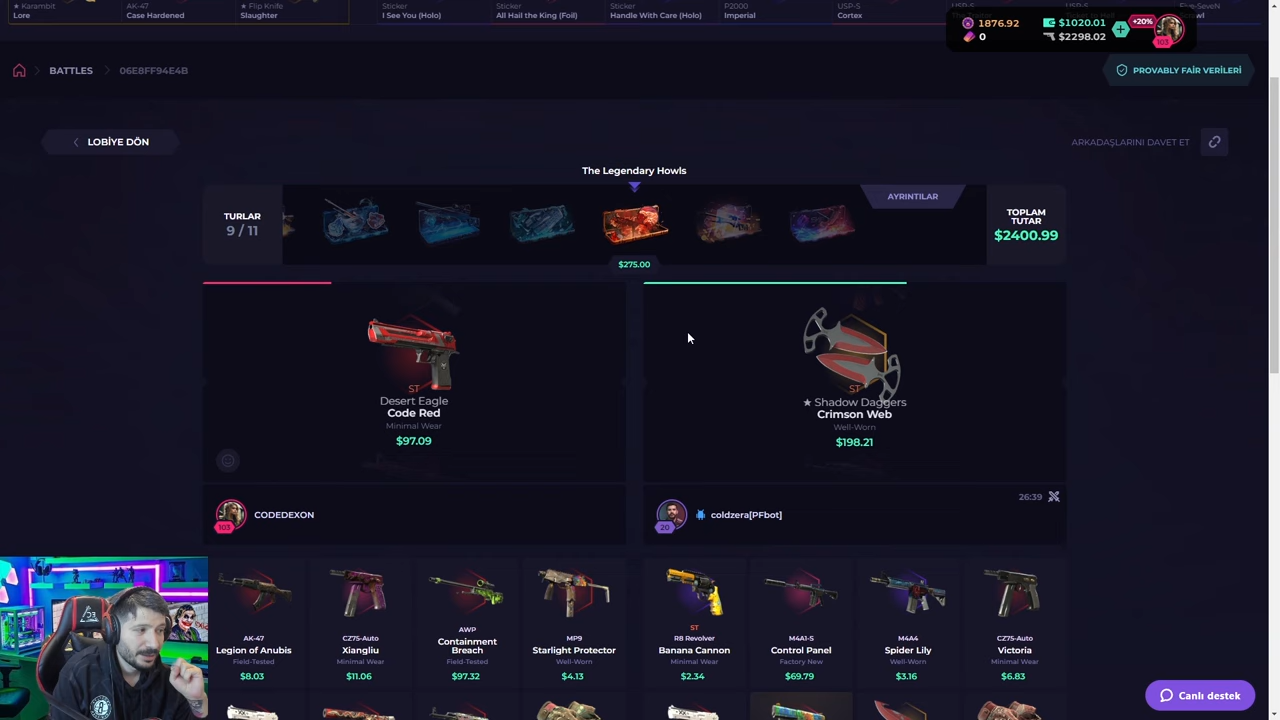 ★ Karambit
Lore
AK-47
Case Hardened
★ Flip Knife
Slaughter
Sticker
I See You (Holo)
Sticker
All Hail the King (Foil)
Sticker
Handle With Care (Holo)
P2000
Imperial
USP-S
Cortex
1876.92
0
$1020.01
$2298.02
+20%
103
BATTLES
06E8FF94E4B
PROVABLY FAIR VERİLERİ
LOBİYE DÖN
ARKADAŞLARINI DAVET ET
The Legendary Howls
TURLAR
9 / 11
AYRINTILAR
TOPLAM
TUTAR
$2400.99
$275.00
ST
Desert Eagle
Code Red
Minimal Wear
$97.09
ST
★ Shadow Daggers
Crimson Web
Well-Worn
$198.21
103
CODEDEXON
20
coldzera[PFbot]
26:39
AK-47
Legion of Anubis
Field-Tested
$8.03
CZ75-Auto
Xiangliu
Minimal Wear
$11.06
AWP
Containment
Breach
Field-Tested
$97.32
MP9
Starlight Protector
Well-Worn
$4.13
ST
R8 Revolver
Banana Cannon
Minimal Wear
$2.34
M4A1-S
Control Panel
Factory New
$69.79
M4A4
Spider Lily
Well-Worn
$3.16
CZ75-Auto
Victoria
Minimal Wear
$6.83
Canlı destek